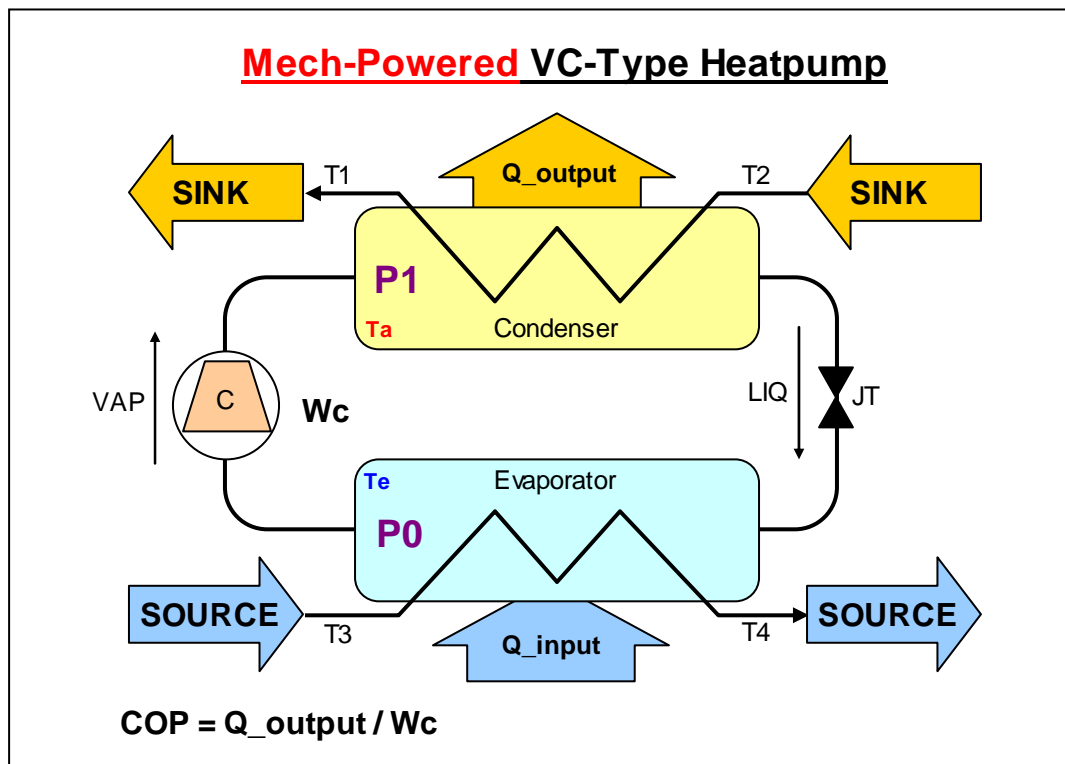 Mech-Powered VC-Type Heatpump
SINK
T1
Q_output
T2
SINK
P1
Ta
Condenser
VAP
C
Wc
LIQ
JT
Te
Evaporator
P0
SOURCE
T3
Q_input
T4
SOURCE
COP = Q_output / Wc